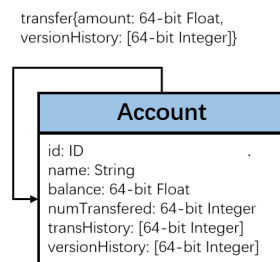 transfer{amount: 64-bit Float,
versionHistory: [64-bit Integer]}
Account
id: ID
name: String
balance: 64-bit Float
numTransfered: 64-bit Integer
transHistory: [64-bit Integer]
versionHistory: [64-bit Integer]